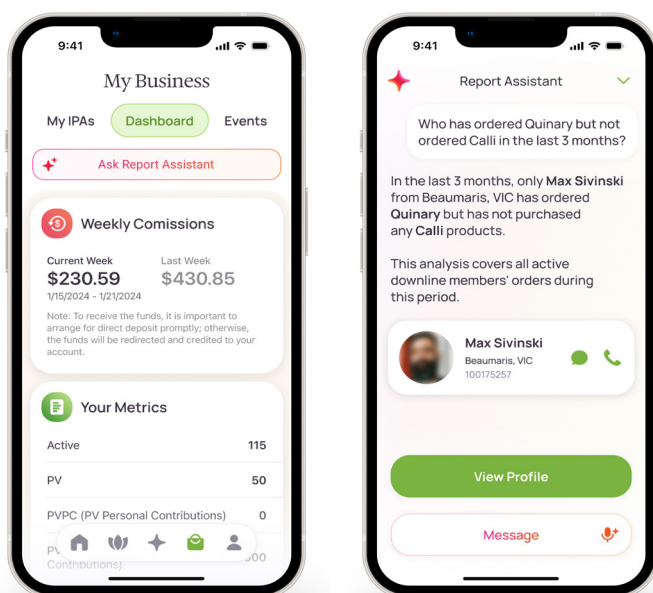 9:41
My Business
My IPAs
Dashboard
Events
Ask Report Assistant
Weekly Comissions
Current Week
Last Week
$230.59
$430.85
1/15/2024 - 1/21/2024
Note: To receive the funds, it is important to
arrange for direct deposit promptly; otherwise,
the funds will be redirected and credited to your
account.
Your Metrics
Active
115
PV
50
PVPC (PV Personal Contributions)
0
Contributions)
9:41
Report Assistant
Who has ordered Quinary but not
ordered Calli in the last 3 months?
In the last 3 months, only Max Sivinski
from Beaumaris, VIC has ordered
Quinary but has not purchased
any Calli products.
This analysis covers all active
downline members' orders during
this period.
Max Sivinski
Beaumaris, VIC
100175257
View Profile
Message